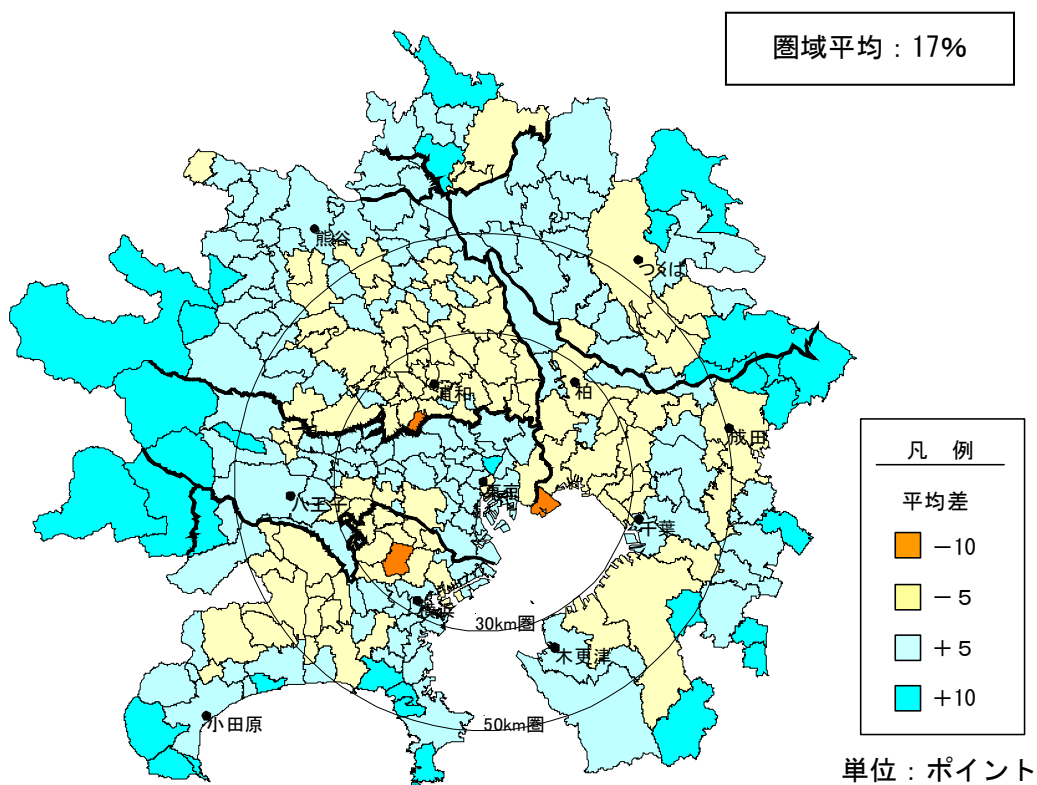 圏域平均：17%
熊谷
つくば
浦和
柏
成田
東京
八王子
千葉
横浜
30km圏
木更津
小田原
50km圏
凡　例
平均差
－10
－５
＋５
＋10
単位：ポイント